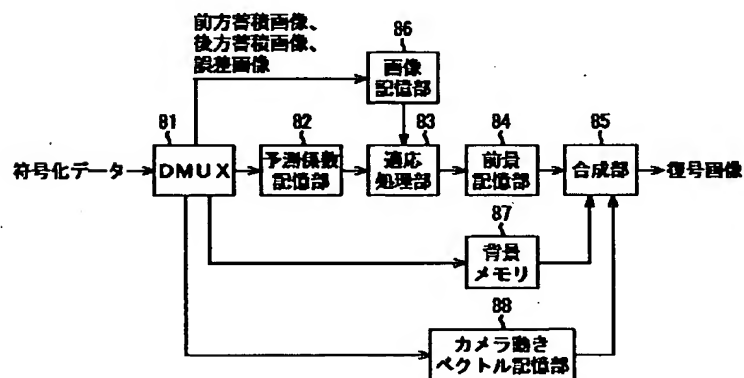 前方蓄積画像、
後方蓄積画像、
誤差画像
86
画像
記憶部
81
82
83
84
85
符号化データ
DMUX
予測係数
記憶部
適応
処理部
前景
記憶部
合成部
復号画像
87
背景
メモリ
88
カメラ動き
ベクトル記憶部